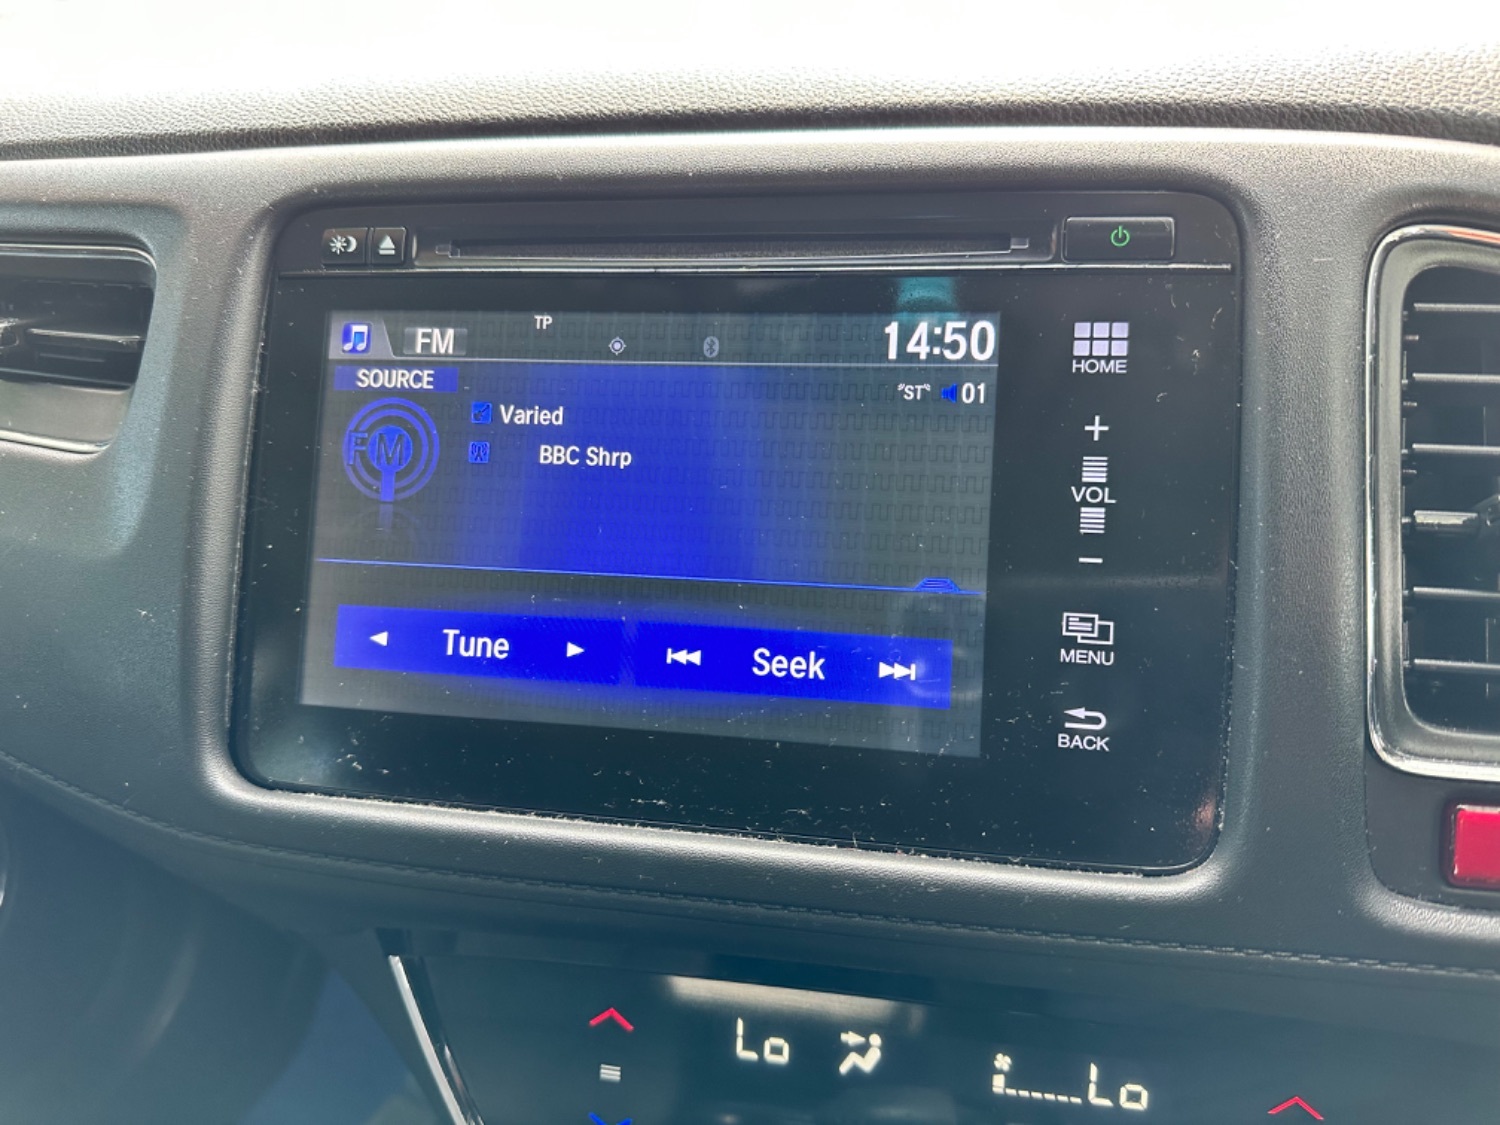 FM
TP
14:50
SOURCE
"ST"
01
Varied
FM
BBC Shrp
Tune
Seek
HOME
+
VOL
−
MENU
BACK
Lo
Lo